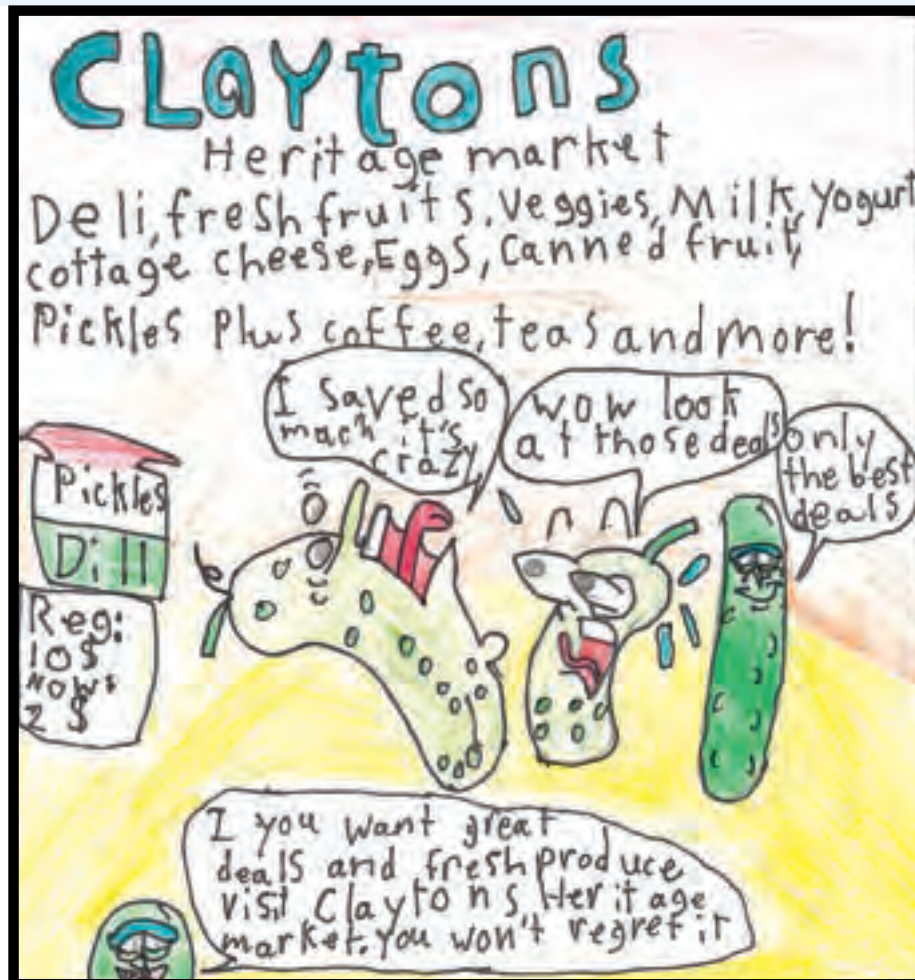 CLaytons
Heritage market
Deli, fresh fruits, Veggies, Milk, Yogurt
cottage cheese, Eggs, Canned fruit,
Pickles Plus coffee, teas and more!
I saved so
mach it's
crazy
wow look
at those deals
only
the best
deals
Pickles
Dill
Reg:
10$
now:
2$
I you want great
deals and fresh produce
visit Claytons Heritage
market. You won't regret it